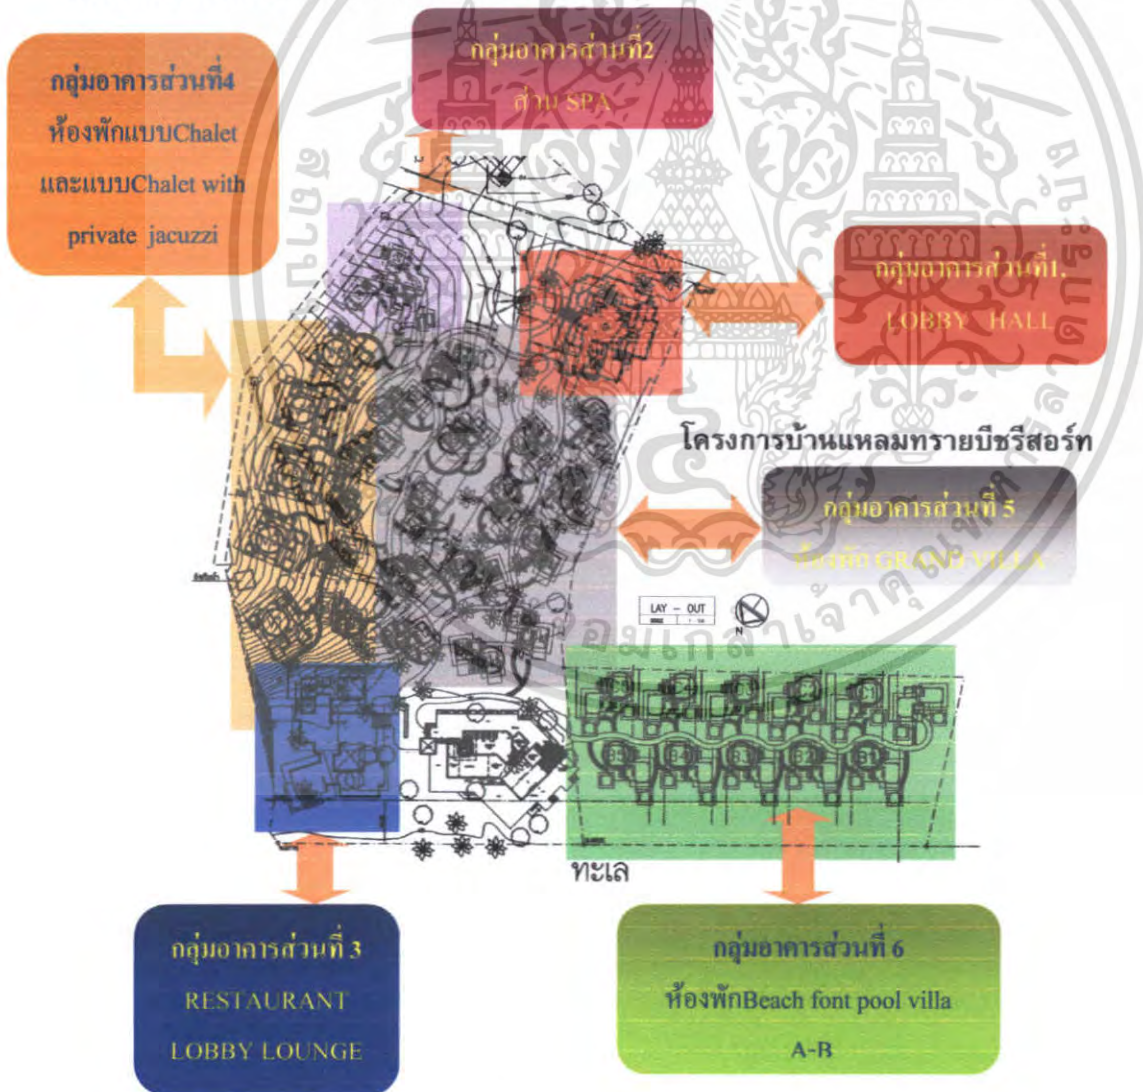 กลุ่มอาคารส่วนที่2
ส่วน SPA
กลุ่มอาคารส่วนที่4
ห้องพักแบบChalet
และแบบChalet with
private jacuzzi
กลุ่มอาคารส่วนที่1.
LOBBY HALL
โครงการบ้านแหลมทรายบีชรีสอร์ท
กลุ่มอาคารส่วนที่ 5
ห้องพัก GRAND VILLA
LAY - OUT
N
ทะเล
กลุ่มอาคารส่วนที่ 3
RESTAURANT
LOBBY LOUNGE
กลุ่มอาคารส่วนที่ 6
ห้องพักBeach font pool villa
A-B